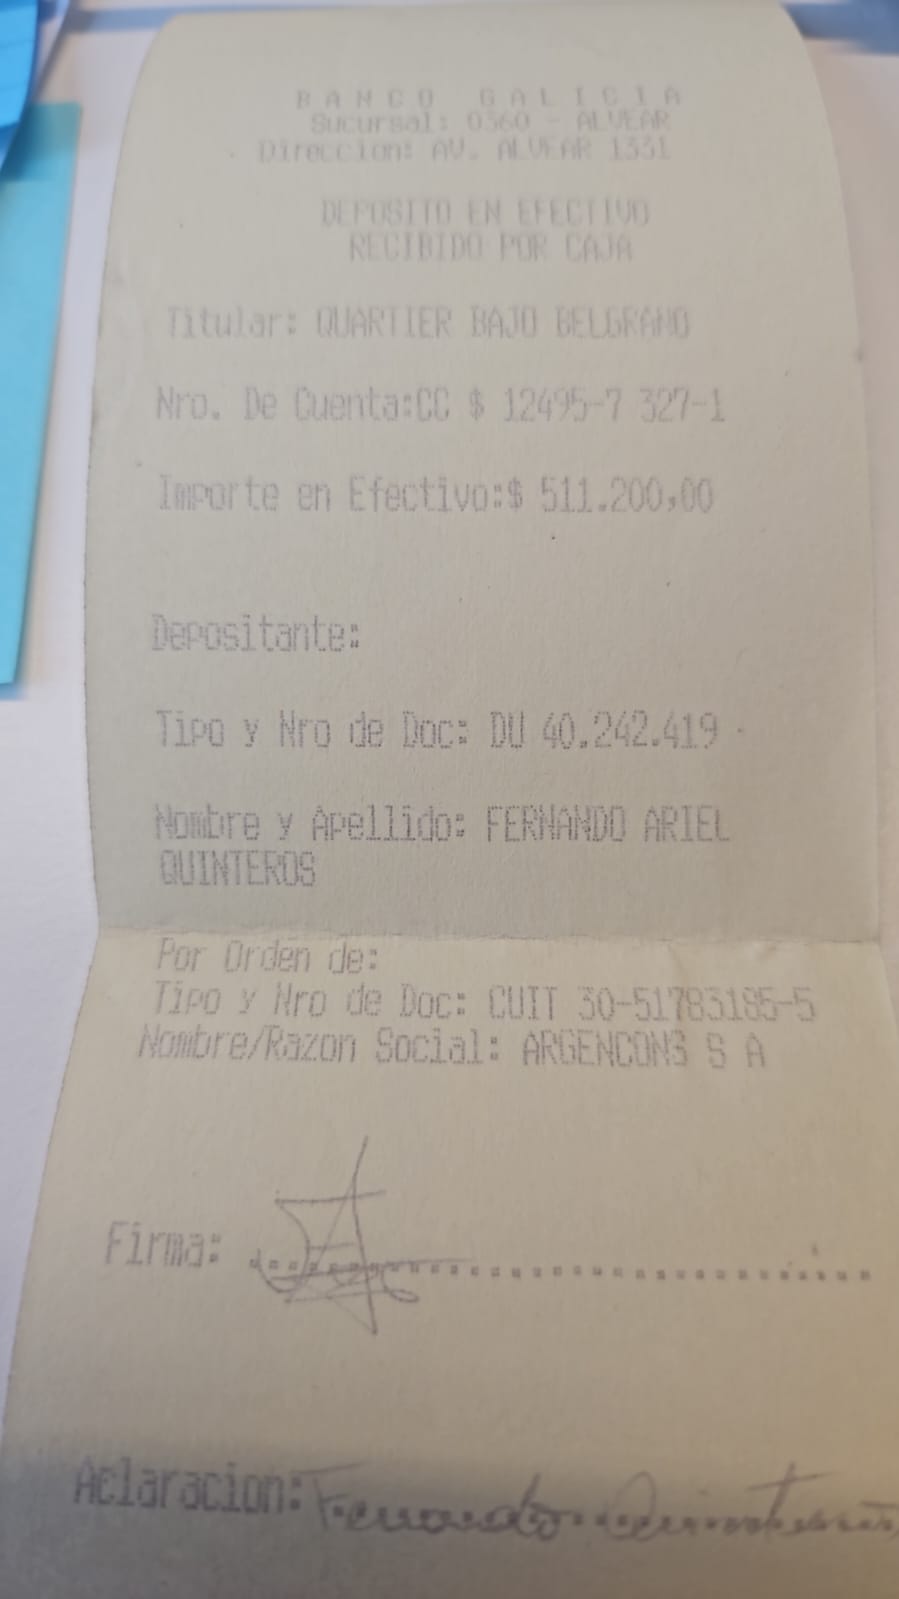 BANCO GALICIA
Sucursal: 0360 - ALVEAR
Direccion: AV. ALVEAR 1331
DEPOSITO EN EFECTIVO
RECIBIDO POR CAJA
Titular: QUARTIER BAJO BELGRANO
Nro. De Cuenta:CC $ 12495-7 327-1
Importe en Efectivo:$ 511.200,00
Depositante:
Tipo y Nro de Doc: DU 40.242.419
Nombre y Apellido: FERNANDO ARIEL
QUINTEROS
Por Orden de:
Tipo y Nro de Doc: CUIT 30-51783185-5
Nombre/Razon Social: ARGENCONS S A
Firma:
Aclaracion: Fernando Quinteros